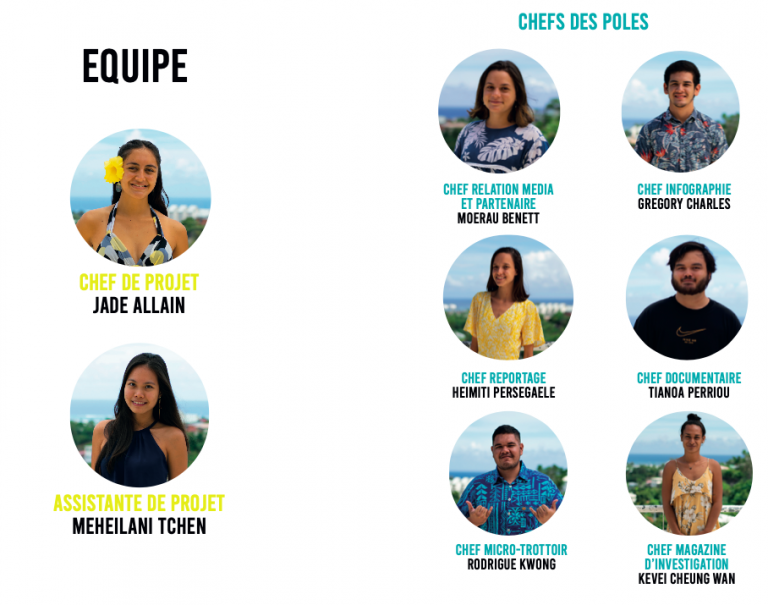 EQUIPE
CHEF DE PROJET
JADE ALLAIN
ASSISTANTE DE PROJET
MEHEILANI TCHEN
CHEFS DES POLES
CHEF RELATION MEDIA
ET PARTENAIRE
MOERAU BENETT
CHEF INFOGRAPHIE
GREGORY CHARLES
CHEF REPORTAGE
HEIMITI PERSEGAELE
CHEF DOCUMENTAIRE
TIANOA PERRIOU
CHEF MICRO-TROTTOIR
RODRIGUE KWONG
CHEF MAGAZINE
D'INVESTIGATION
KEVEI CHEUNG WAN